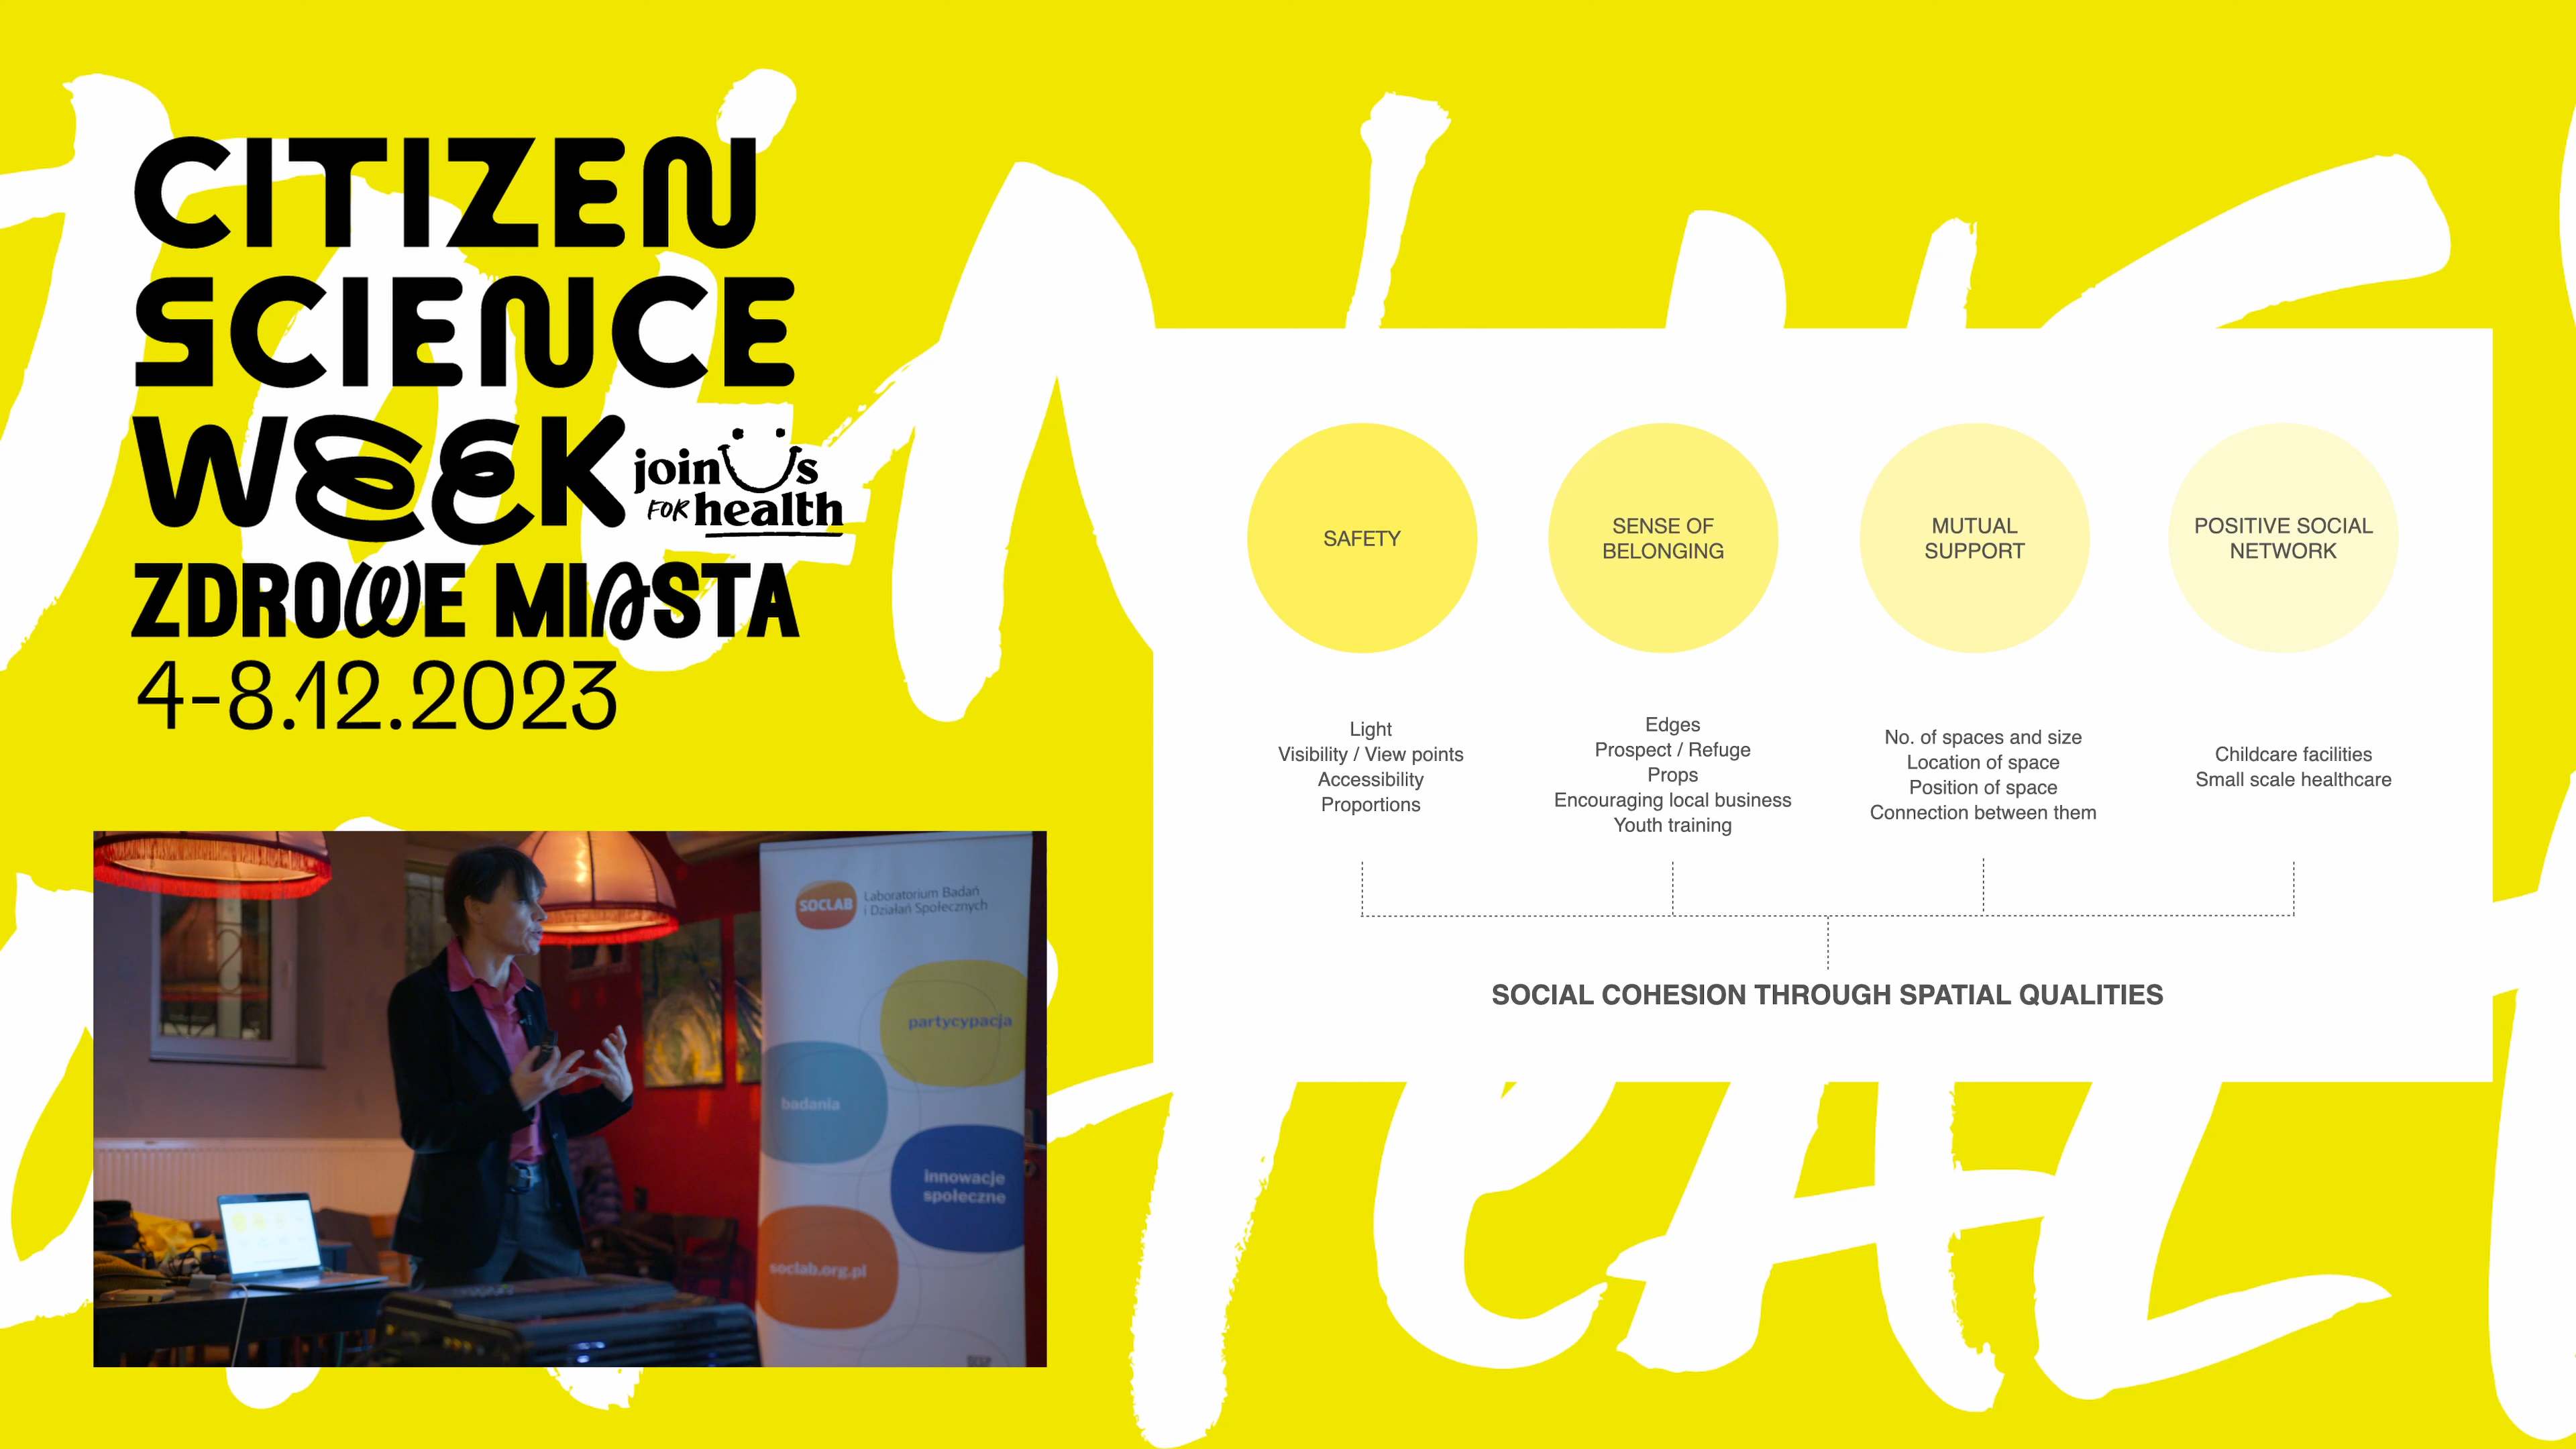 CITIZEN
SCIENCE
WEEK
join Us
FOR health
ZDROWE MIASTA
4-8.12.2023
SAFETY
SENSE OF
BELONGING
MUTUAL
SUPPORT
POSITIVE SOCIAL
NETWORK
Light
Visibility / View points
Accessibility
Proportions
Edges
Prospect / Refuge
Props
Encouraging local business
Youth training
No. of spaces and size
Location of space
Position of space
Connection between them
Childcare facilities
Small scale healthcare
SOCIAL COHESION THROUGH SPATIAL QUALITIES
SOCLAB
Laboratorium Badań
i Działań Społecznych
partycypacja
badania
innowacje
społeczne
soclab.org.pl